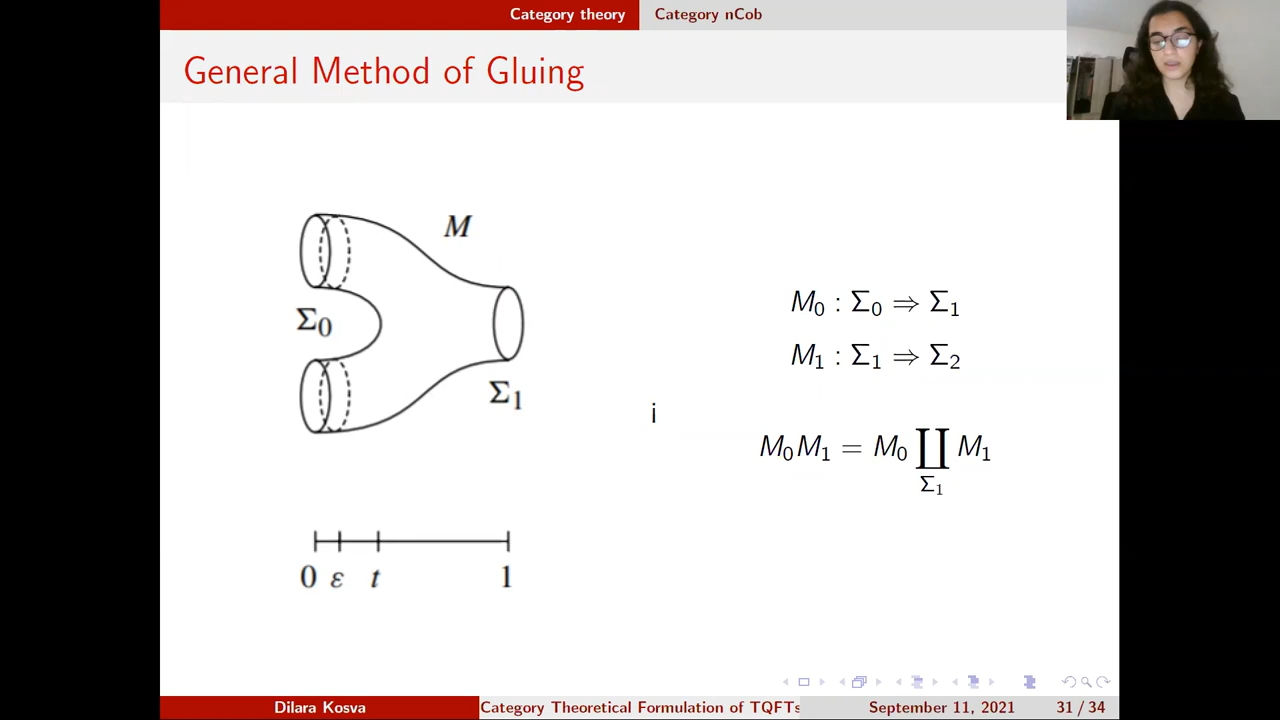 Category theory Category nCob
General Method of Gluing
M
Σ0
Σ1
0 ε t 1
i
M0 : Σ0 ⇒ Σ1
M1 : Σ1 ⇒ Σ2
M0M1 = M0 ∐ M1
Σ1
Dilara Kosva Category Theoretical Formulation of TQFTs September 11, 2021 31 / 34